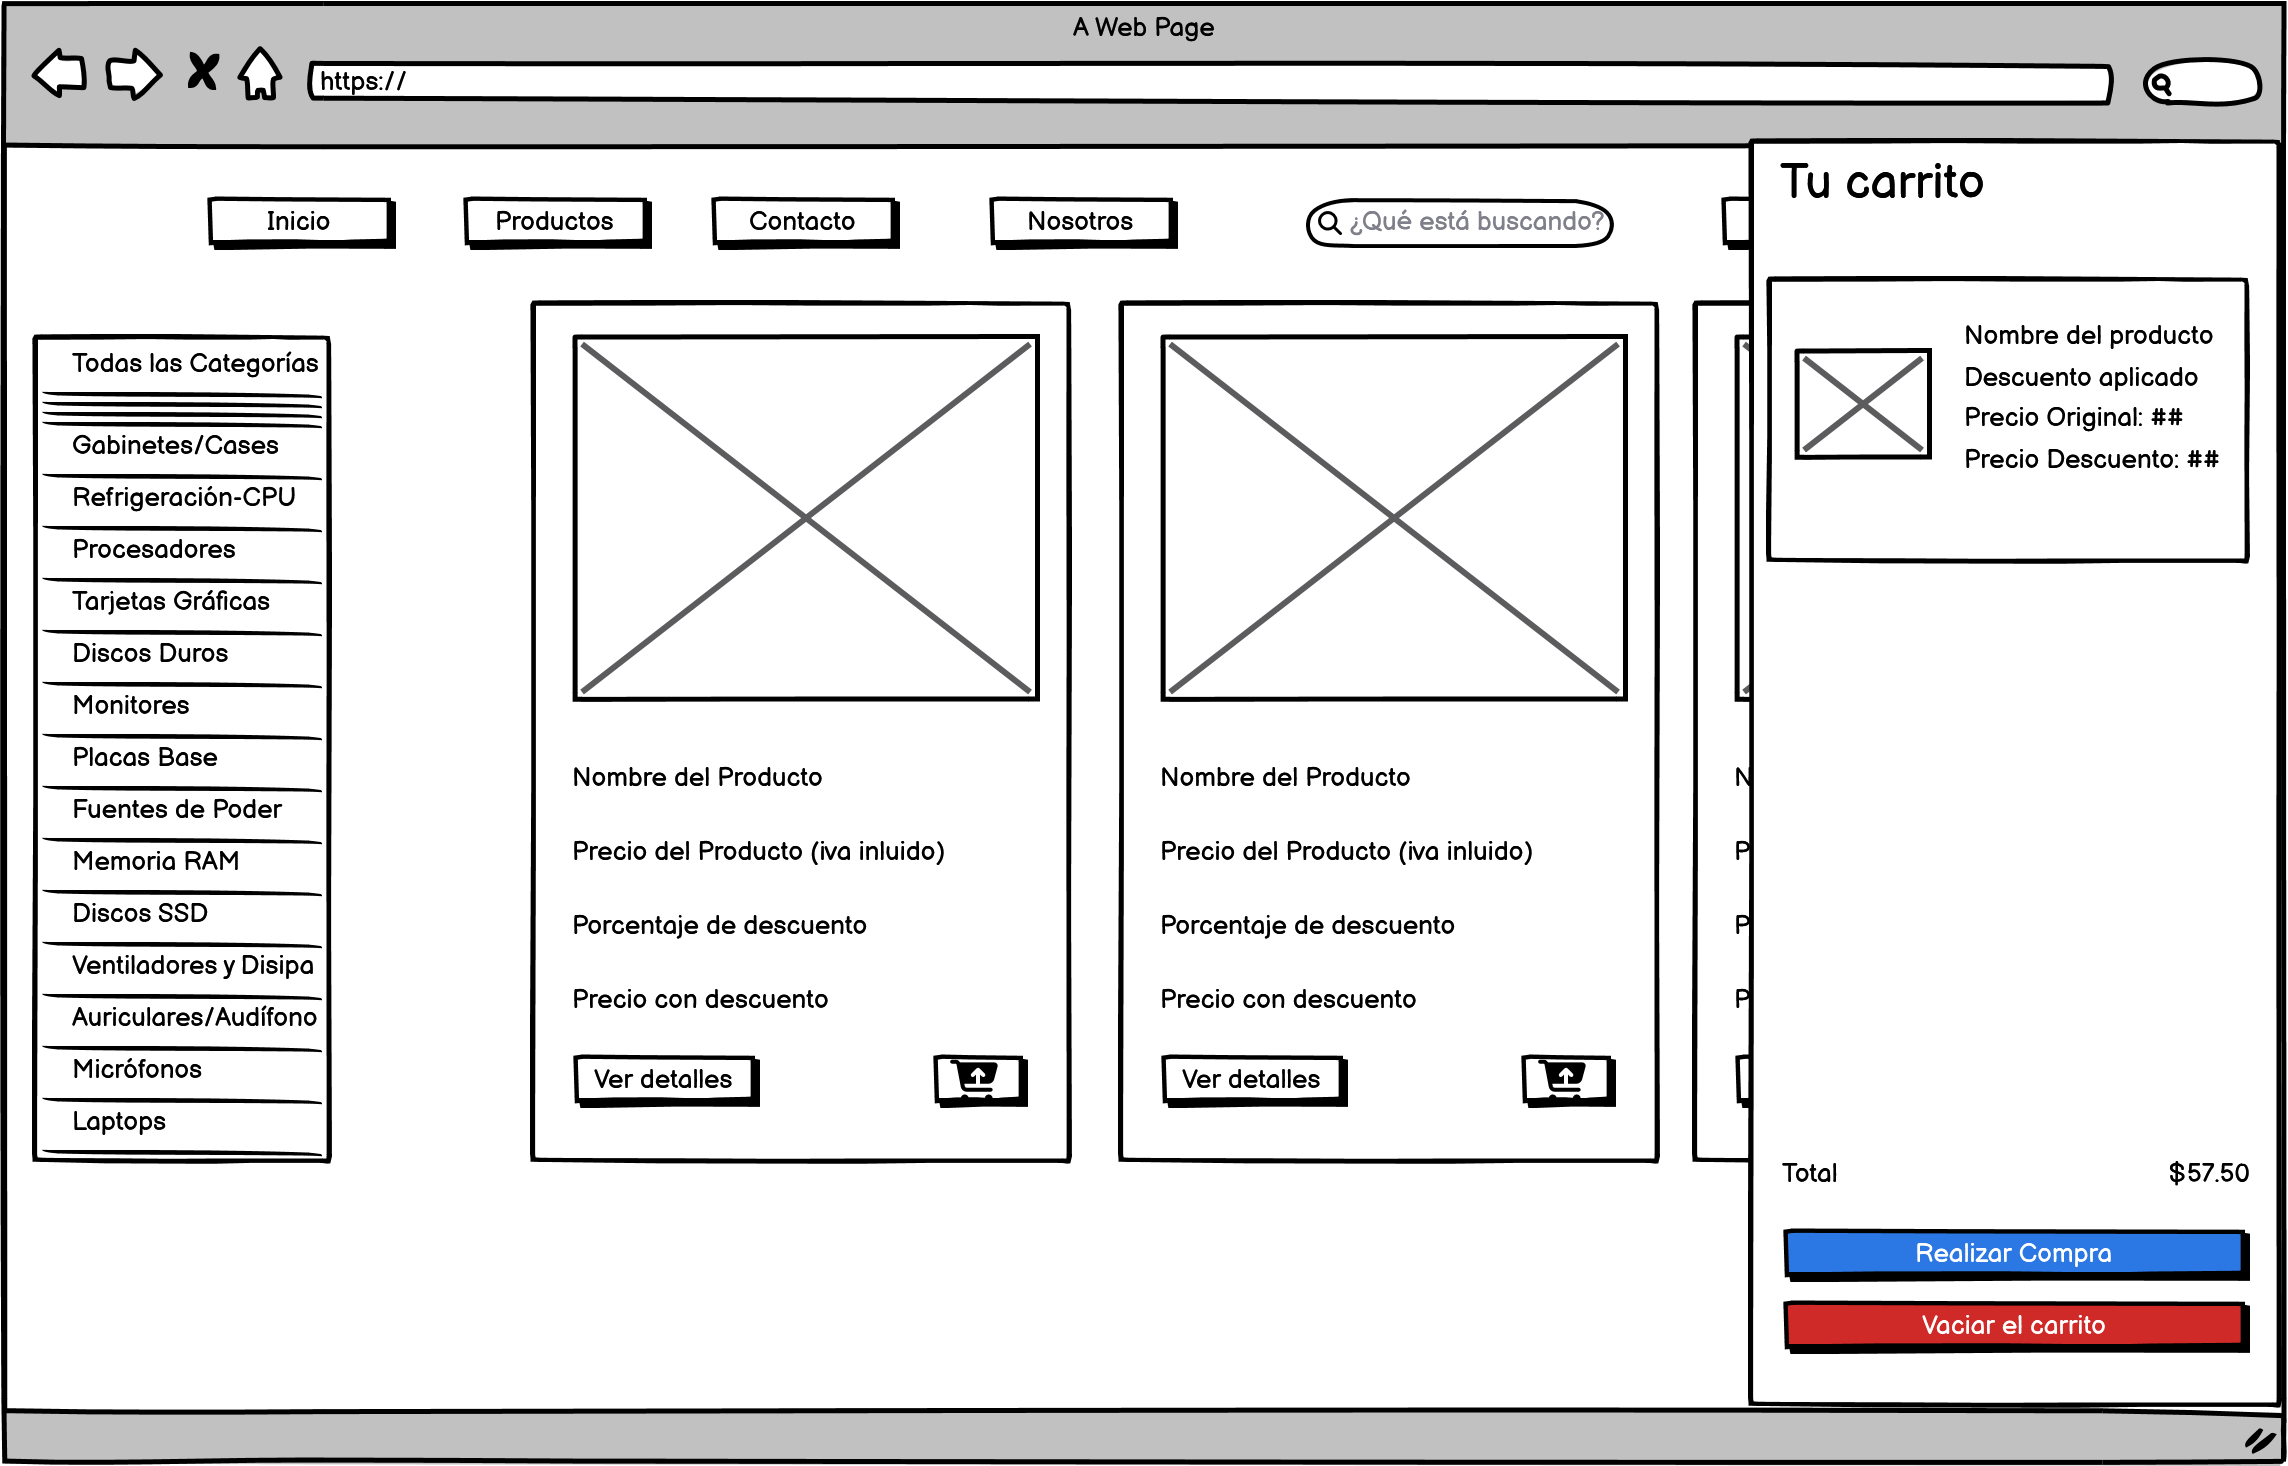 A Web Page
https://
Inicio
Productos
Contacto
Nosotros
¿Qué está buscando?
Todas las Categorías
Gabinetes/Cases
Refrigeración-CPU
Procesadores
Tarjetas Gráficas
Discos Duros
Monitores
Placas Base
Fuentes de Poder
Memoria RAM
Discos SSD
Ventiladores y Disipa
Auriculares/Audífono
Micrófonos
Laptops
Nombre del Producto
Precio del Producto (iva inluido)
Porcentaje de descuento
Precio con descuento
Ver detalles
Nombre del Producto
Precio del Producto (iva inluido)
Porcentaje de descuento
Precio con descuento
Ver detalles
N
P
P
P
Tu carrito
Nombre del producto
Descuento aplicado
Precio Original: ##
Precio Descuento: ##
Total $57.50
Realizar Compra
Vaciar el carrito